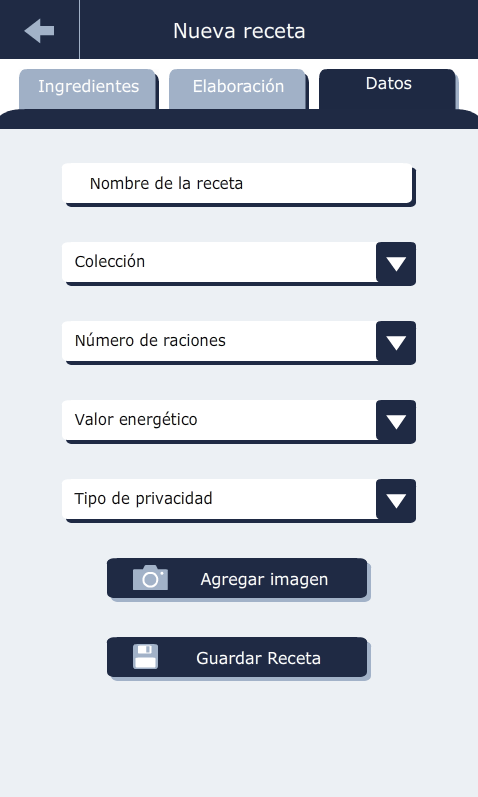 Nueva receta
Ingredientes
Elaboración
Datos
Nombre de la receta
Colección
Número de raciones
Valor energético
Tipo de privacidad
Agregar imagen
Guardar Receta